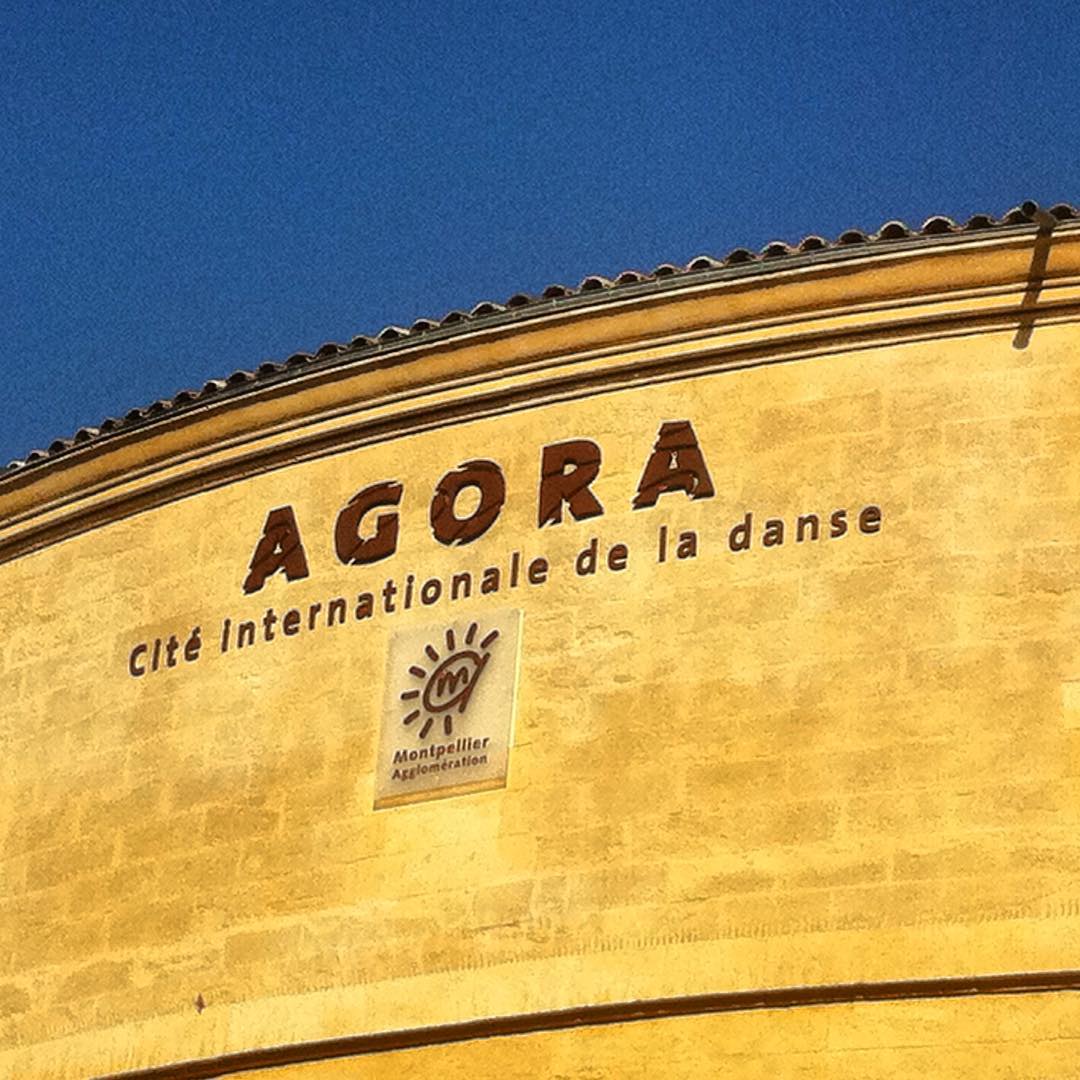 AGORA
Cité internationale de la danse
m
Montpellier
Agglomération